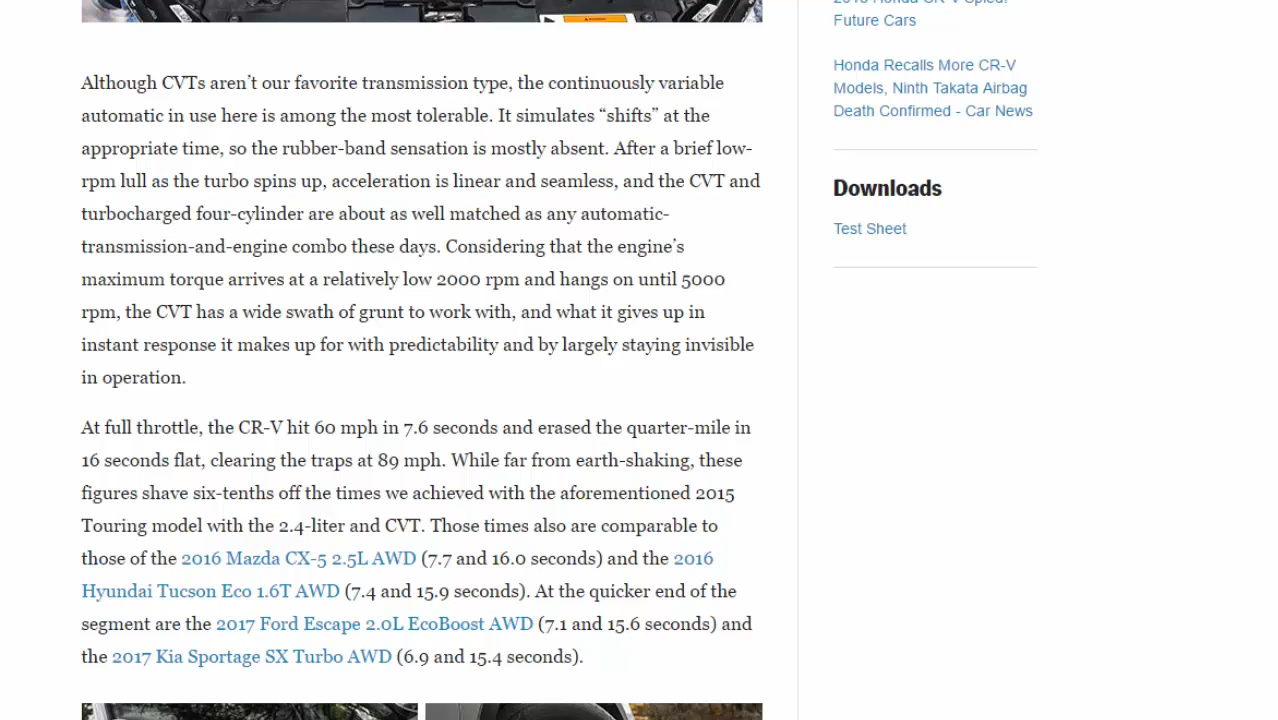 Although CVTs aren’t our favorite transmission type, the continuously variable
automatic in use here is among the most tolerable. It simulates “shifts” at the
appropriate time, so the rubber-band sensation is mostly absent. After a brief low-
rpm lull as the turbo spins up, acceleration is linear and seamless, and the CVT and
turbocharged four-cylinder are about as well matched as any automatic-
transmission-and-engine combo these days. Considering that the engine’s
maximum torque arrives at a relatively low 2000 rpm and hangs on until 5000
rpm, the CVT has a wide swath of grunt to work with, and what it gives up in
instant response it makes up for with predictability and by largely staying invisible
in operation.
At full throttle, the CR-V hit 60 mph in 7.6 seconds and erased the quarter-mile in
16 seconds flat, clearing the traps at 89 mph. While far from earth-shaking, these
figures shave six-tenths off the times we achieved with the aforementioned 2015
Touring model with the 2.4-liter and CVT. Those times also are comparable to
those of the 2016 Mazda CX-5 2.5L AWD (7.7 and 16.0 seconds) and the 2016
Hyundai Tucson Eco 1.6T AWD (7.4 and 15.9 seconds). At the quicker end of the
segment are the 2017 Ford Escape 2.0L EcoBoost AWD (7.1 and 15.6 seconds) and
the 2017 Kia Sportage SX Turbo AWD (6.9 and 15.4 seconds).
Future Cars
Honda Recalls More CR-V
Models, Ninth Takata Airbag
Death Confirmed - Car News
Downloads
Test Sheet